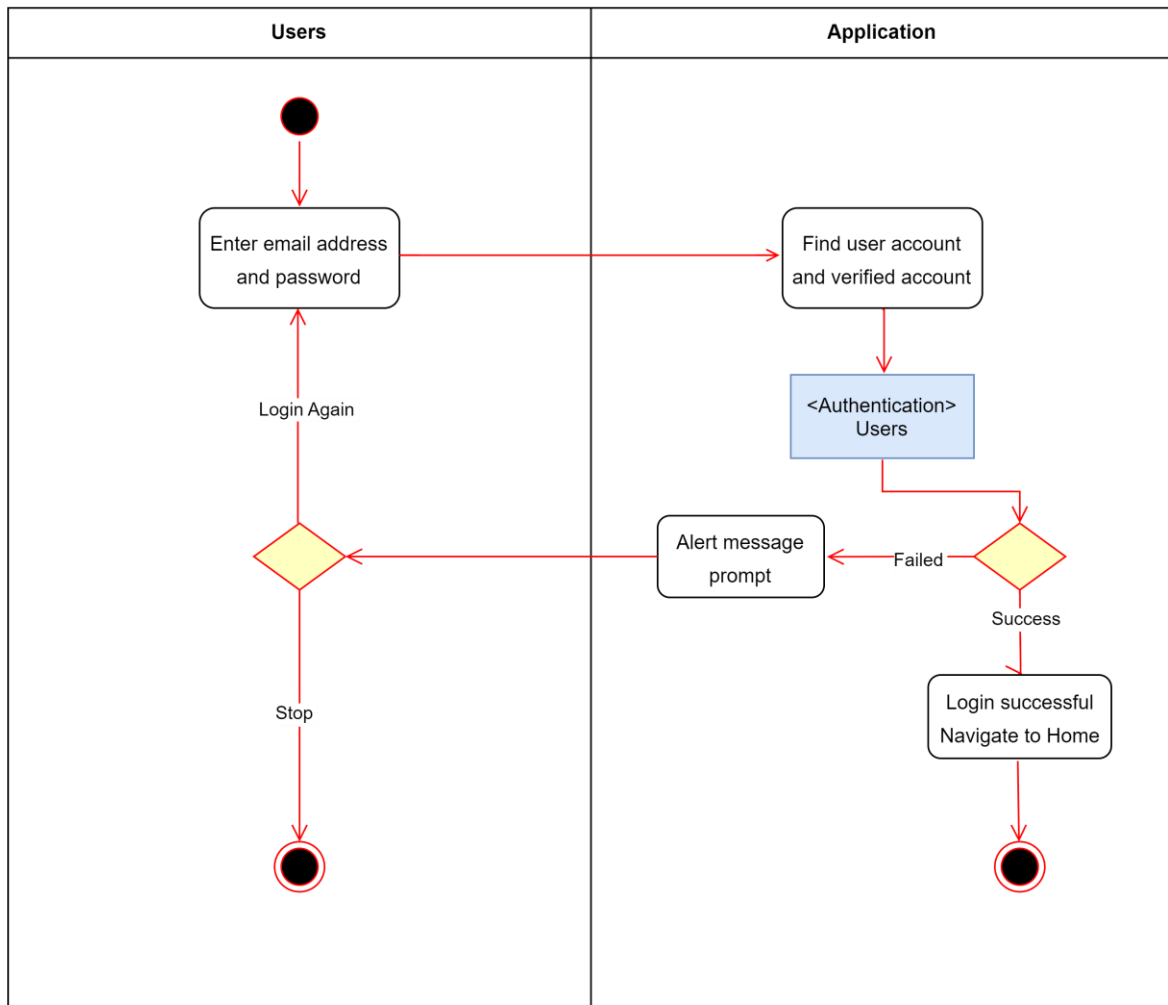 Users
Application
Enter email address
and password
Find user account
and verified account
<Authentication>
Users
Login Again
Alert message
prompt
Failed
Success
Stop
Login successful
Navigate to Home